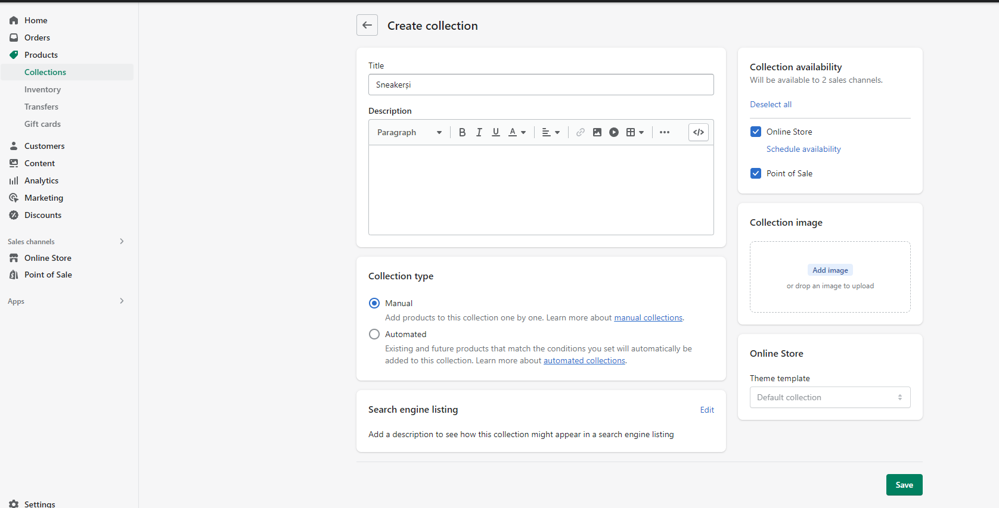 Home
Orders
Products
Collections
Inventory
Transfers
Gift cards
Customers
Content
Analytics
Marketing
Discounts
Sales channels
Online Store
Point of Sale
Apps
Settings
Create collection
Title
Sneakerși
Description
Paragraph B I U A </>
Collection type
Manual
Add products to this collection one by one. Learn more about manual collections.
Automated
Existing and future products that match the conditions you set will automatically be
added to this collection. Learn more about automated collections.
Search engine listing Edit
Add a description to see how this collection might appear in a search engine listing
Collection availability
Will be available to 2 sales channels.
Deselect all
Online Store
Schedule availability
Point of Sale
Collection image
Add image
or drop an image to upload
Online Store
Theme template
Default collection
Save